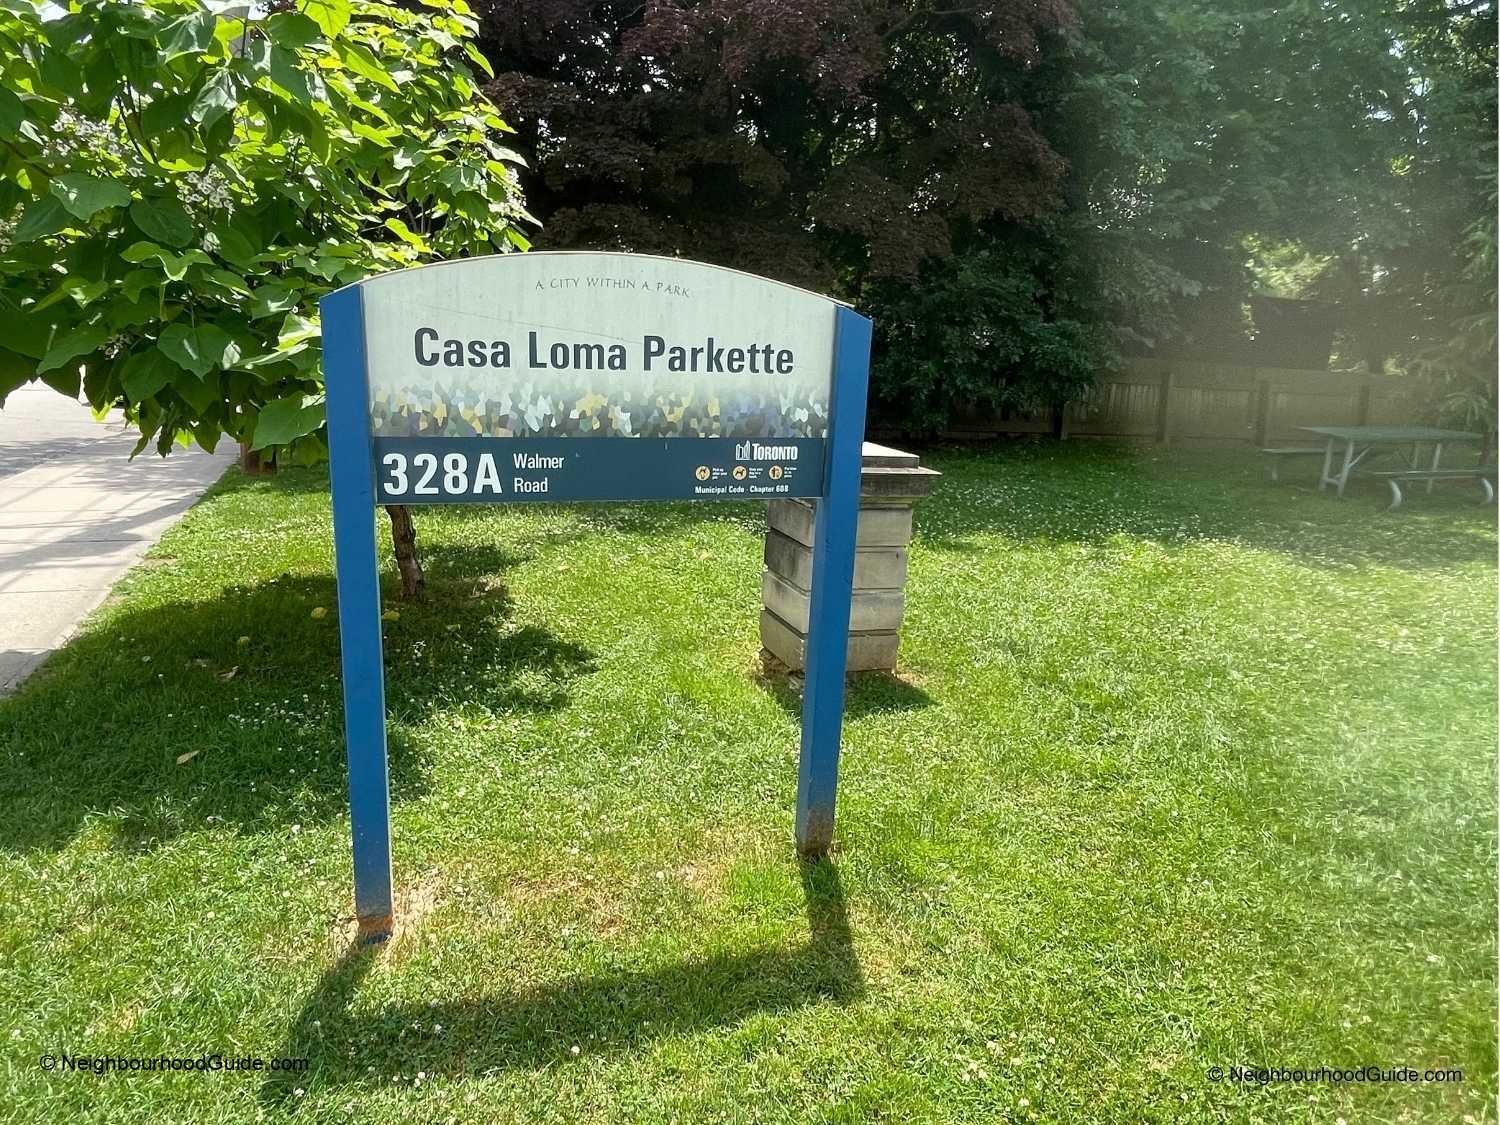 A CITY WITHIN A PARK
Casa Loma Parkette
328A
Walmer
Road
TORONTO
Municipal Code - Chapter 608
© NeighbourhoodGuide.com
© NeighbourhoodGuide.com